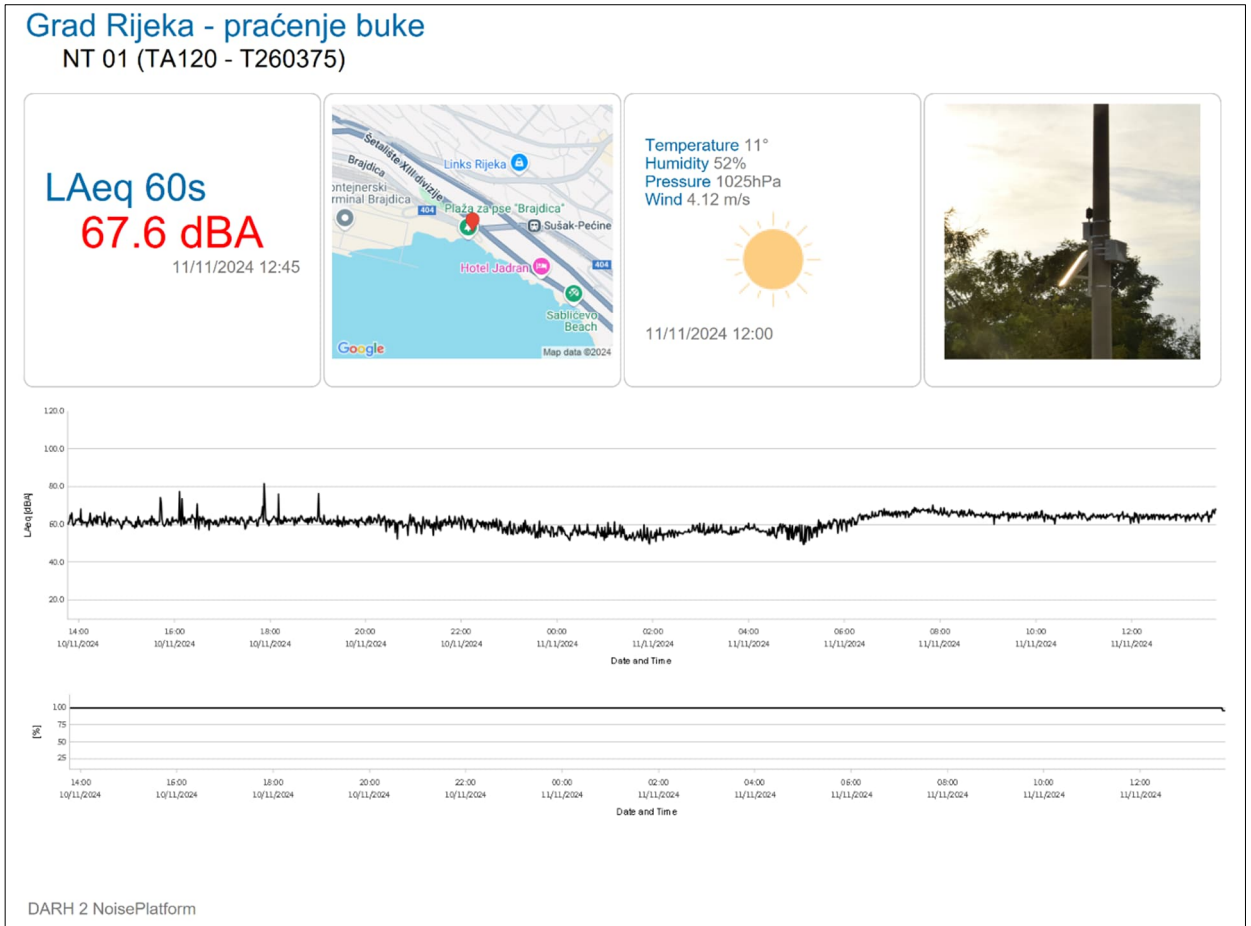 Grad Rijeka - praćenje buke
NT 01 (TA120 - T260375)
LAeq 60s
67.6 dBA
11/11/2024 12:45
Šetalište XIII divizije
Links Rijeka
Brajdica
ontejnerski
rminal Brajdica
404
Plaža za pse "Brajdica"
Sušak-Pećine
Hotel Jadran
404
Sablićevo
Beach
Google
Map data ©2024
Temperature 11°
Humidity 52%
Pressure 1025hPa
Wind 4.12 m/s
11/11/2024 12:00
120.0
100.0
80.0
60.0
40.0
20.0
LAeq [dBA]
14:00 16:00 18:00 20:00 22:00 00:00 02:00 04:00 06:00 08:00 10:00 12:00
10/11/2024 10/11/2024 10/11/2024 10/11/2024 10/11/2024 11/11/2024 11/11/2024 11/11/2024 11/11/2024 11/11/2024 11/11/2024 11/11/2024
Date and Time
100
75
50
25
[%]
14:00 16:00 18:00 20:00 22:00 00:00 02:00 04:00 06:00 08:00 10:00 12:00
10/11/2024 10/11/2024 10/11/2024 10/11/2024 10/11/2024 11/11/2024 11/11/2024 11/11/2024 11/11/2024 11/11/2024 11/11/2024 11/11/2024
Date and Time
DARH 2 NoisePlatform